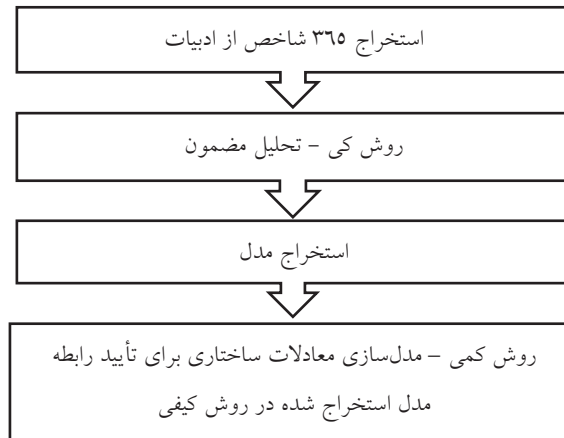 استخراج ٣٦٥ شاخص از ادبیات
روش کی – تحلیل مضمون
استخراج مدل
روش کمی – مدل‌سازی معادلات ساختاری برای تأیید رابطه
مدل استخراج شده در روش کیفی